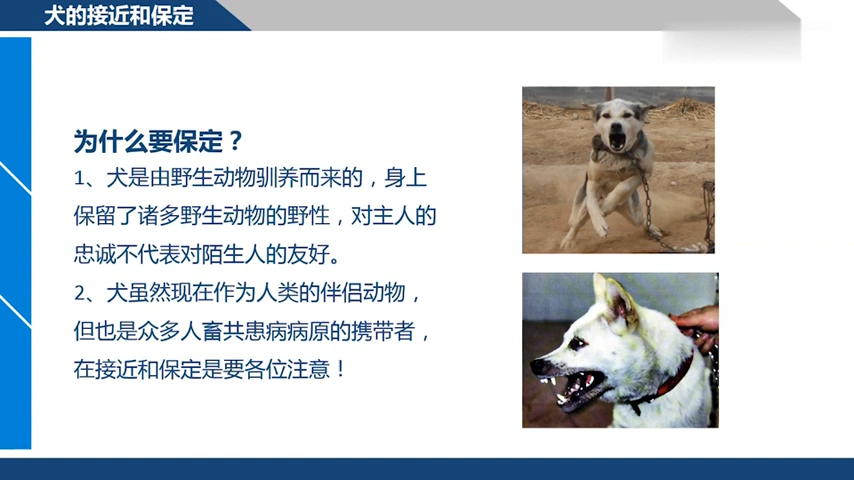 犬的接近和保定
为什么要保定？
1、犬是由野生动物驯养而来的，身上
保留了诸多野生动物的野性，对主人的
忠诚不代表对陌生人的友好。
2、犬虽然现在作为人类的伴侣动物，
但也是众多人畜共患病病原的携带者，
在接近和保定是要各位注意！